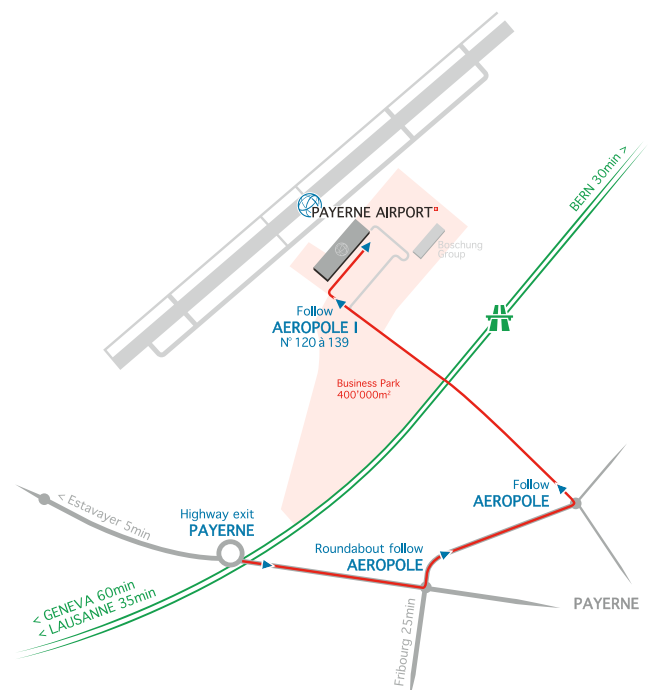 BERN 30min >
PAYERNE AIRPORT
Boschung
Group
Follow
AEROPOLE I
N° 120 à 139
Business Park
400'000m²
Follow
AEROPOLE
< Estavayer 5min
Highway exit
PAYERNE
Roundabout follow
AEROPOLE
< GENEVA 60min
< LAUSANNE 35min
Fribourg 25min
PAYERNE